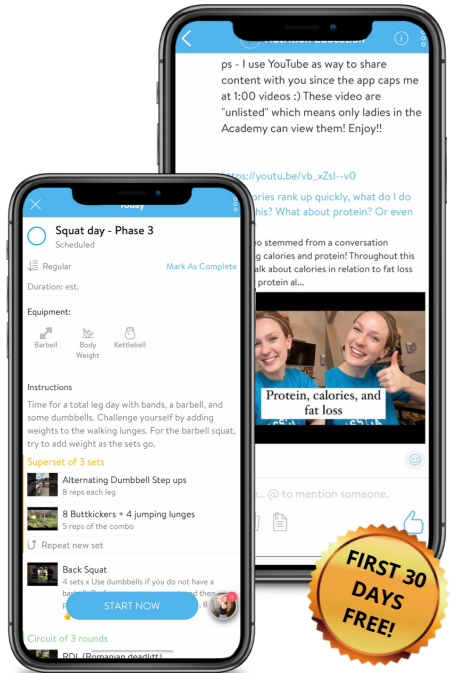 Nutrition Education
ps - I use YouTube as way to share
content with you since the app caps me
at 1:00 videos :) These video are
"unlisted" which means only ladies in the
Academy can view them! Enjoy!!
https://youtu.be/vb_xZsI--v0
ories rank up quickly, what do I do
his? What about protein? Or even
eo stemmed from a conversation
g calories and protein! Throughout this
alk about calories in relation to fat loss
protein al...
Protein, calories, and
fat loss
e... @ to mention someone.
Today
Squat day - Phase 3
Scheduled
Regular
Mark As Complete
Duration: est.
Equipment:
Barbell
Body
Weight
Kettlebell
Instructions
Time for a total leg day with bands, a barbell, and
some dumbbells. Challenge yourself by adding
weights to the walking lunges. For the barbell squat,
try to add weight as the sets go.
Superset of 3 sets
Alternating Dumbbell Step ups
8 reps each leg
8 Buttkickers + 4 jumping lunges
5 reps of the combo
Repeat new set
Back Squat
4 sets x Use dumbbells if you do not have a
START NOW
Circuit of 3 rounds
RDL (Romanian deadlitt)
FIRST 30
DAYS
FREE!